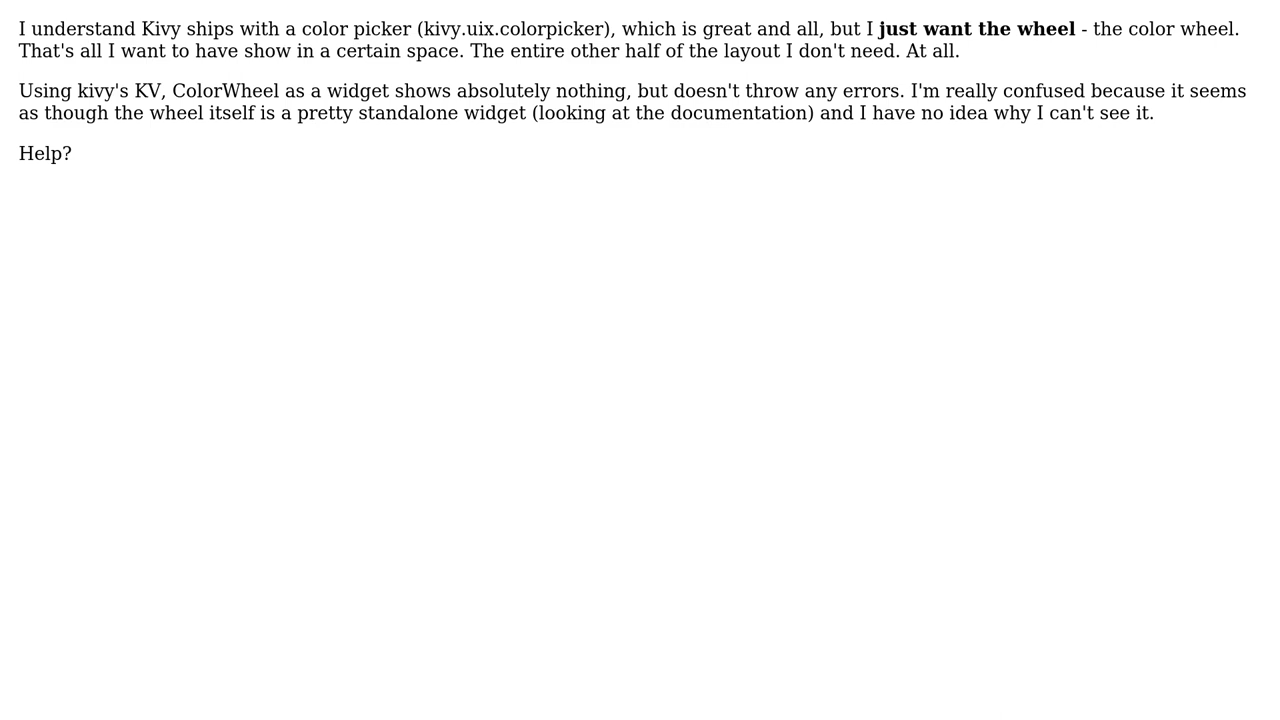 I understand Kivy ships with a color picker (kivy.uix.colorpicker), which is great and all, but I just want the wheel - the color wheel.
That's all I want to have show in a certain space. The entire other half of the layout I don't need. At all.
Using kivy's KV, ColorWheel as a widget shows absolutely nothing, but doesn't throw any errors. I'm really confused because it seems
as though the wheel itself is a pretty standalone widget (looking at the documentation) and I have no idea why I can't see it.
Help?